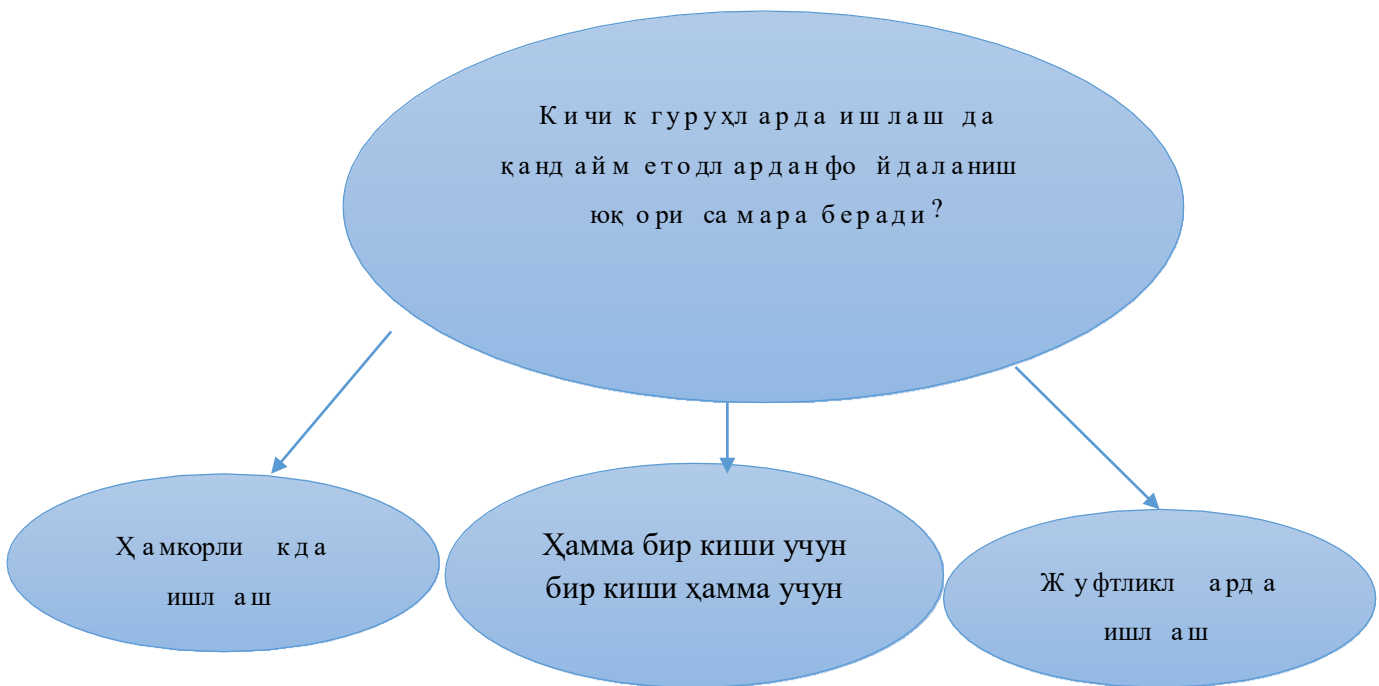 Кичик гуруҳларда ишлашда
қандай методлардан фойдаланиш
юқори самара беради?
Ҳамкорликда
ишлаш
Ҳамма бир киши учун
бир киши ҳамма учун
Жуфтликларда
ишлаш